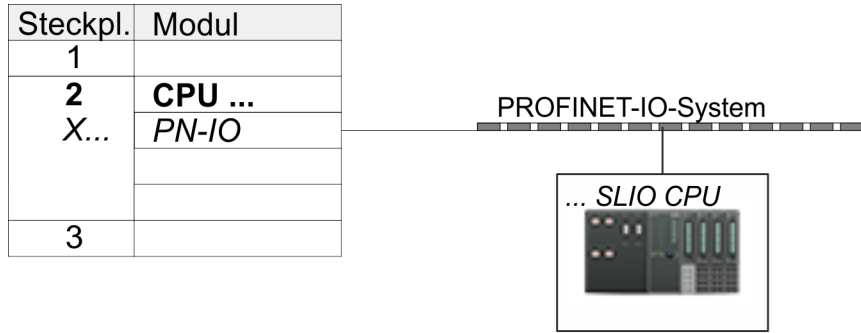 Steckpl. Modul
1
2 CPU ...
X... PN-IO
3
PROFINET-IO-System
... SLIO CPU